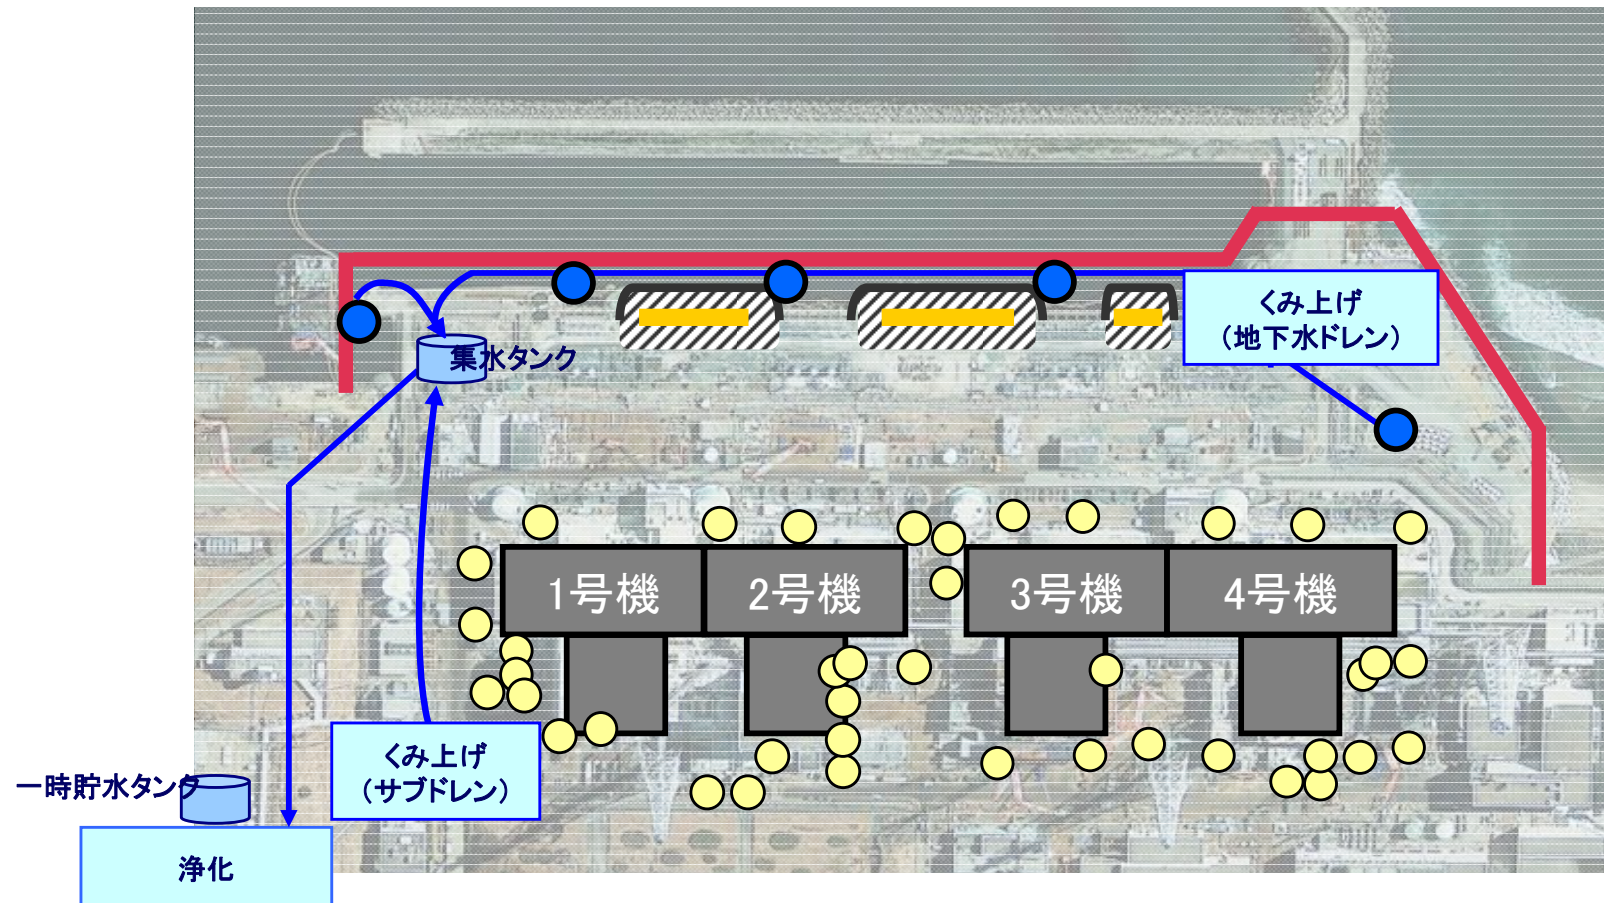 くみ上げ
（地下水ドレン）
集水タンク
1号機
2号機
3号機
4号機
くみ上げ
（サブドレン）
一時貯水タンク
浄化